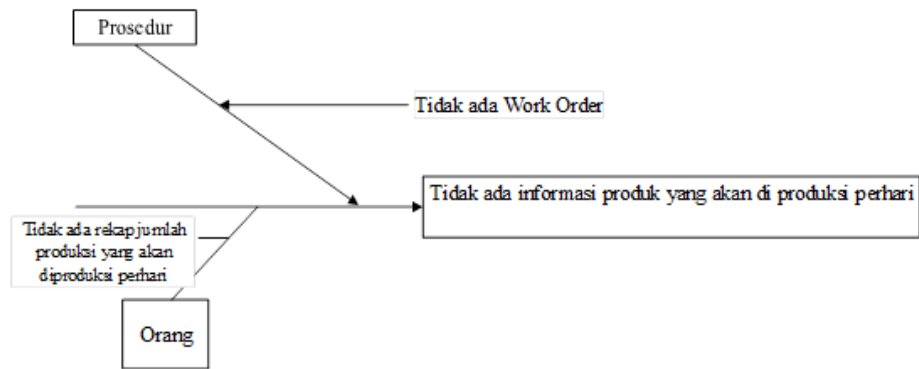 Prosedur
Tidak ada Work Order
Tidak ada informasi produk yang akan di produksi perhari
Tidak ada rekap jumlah
produksi yang akan
diproduksi perhari
Orang